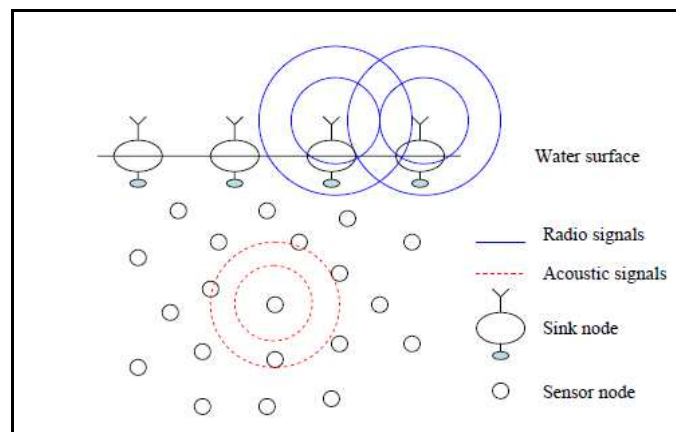 Water surface
Radio signals
Acoustic signals
Sink node
Sensor node